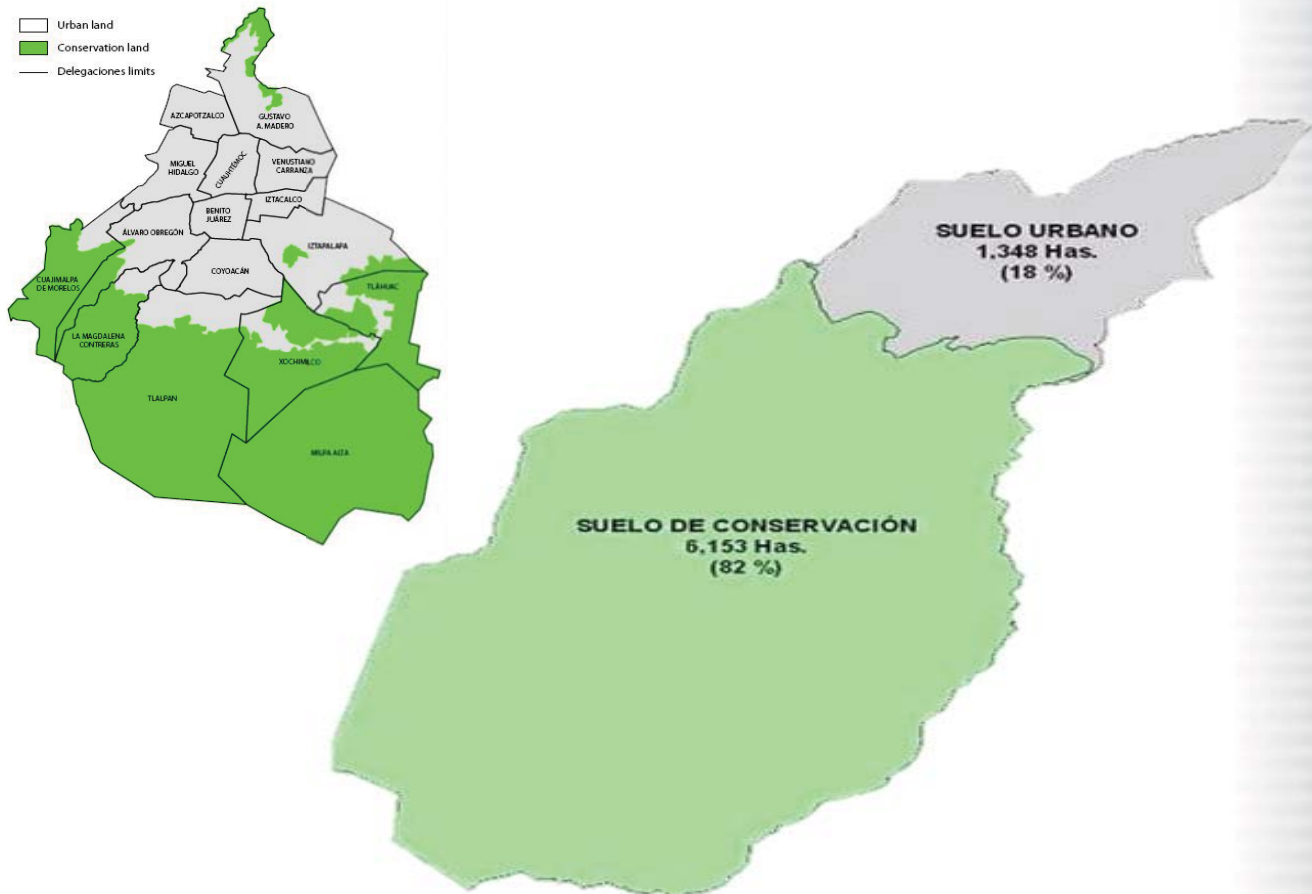 Urban land
Conservation land
Delegaciones limits
AZCAPOTZALCO
GUSTAVO
A. MADERO
MIGUEL
HIDALGO
CUAUHTÉMOC
VENUSTIANO
CARRANZA
IZTACALCO
BENITO
JUÁREZ
ÁLVARO OBREGÓN
IZTAPALAPA
COYOACÁN
CUAJIMALPA
DE MORELOS
TLÁHUAC
LA MAGDALENA
CONTRERAS
XOCHIMILCO
TLALPAN
MILPA ALTA
SUELO URBANO
1,348 Has.
(18 %)
SUELO DE CONSERVACIÓN
6,153 Has.
(82 %)